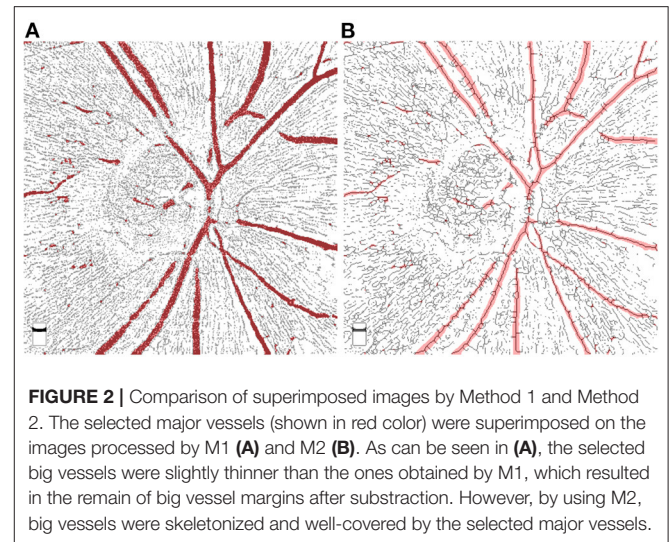 A
B
FIGURE 2 | Comparison of superimposed images by Method 1 and Method
2. The selected major vessels (shown in red color) were superimposed on the
images processed by M1 (A) and M2 (B). As can be seen in (A), the selected
big vessels were slightly thinner than the ones obtained by M1, which resulted
in the remain of big vessel margins after substraction. However, by using M2,
big vessels were skeletonized and well-covered by the selected major vessels.